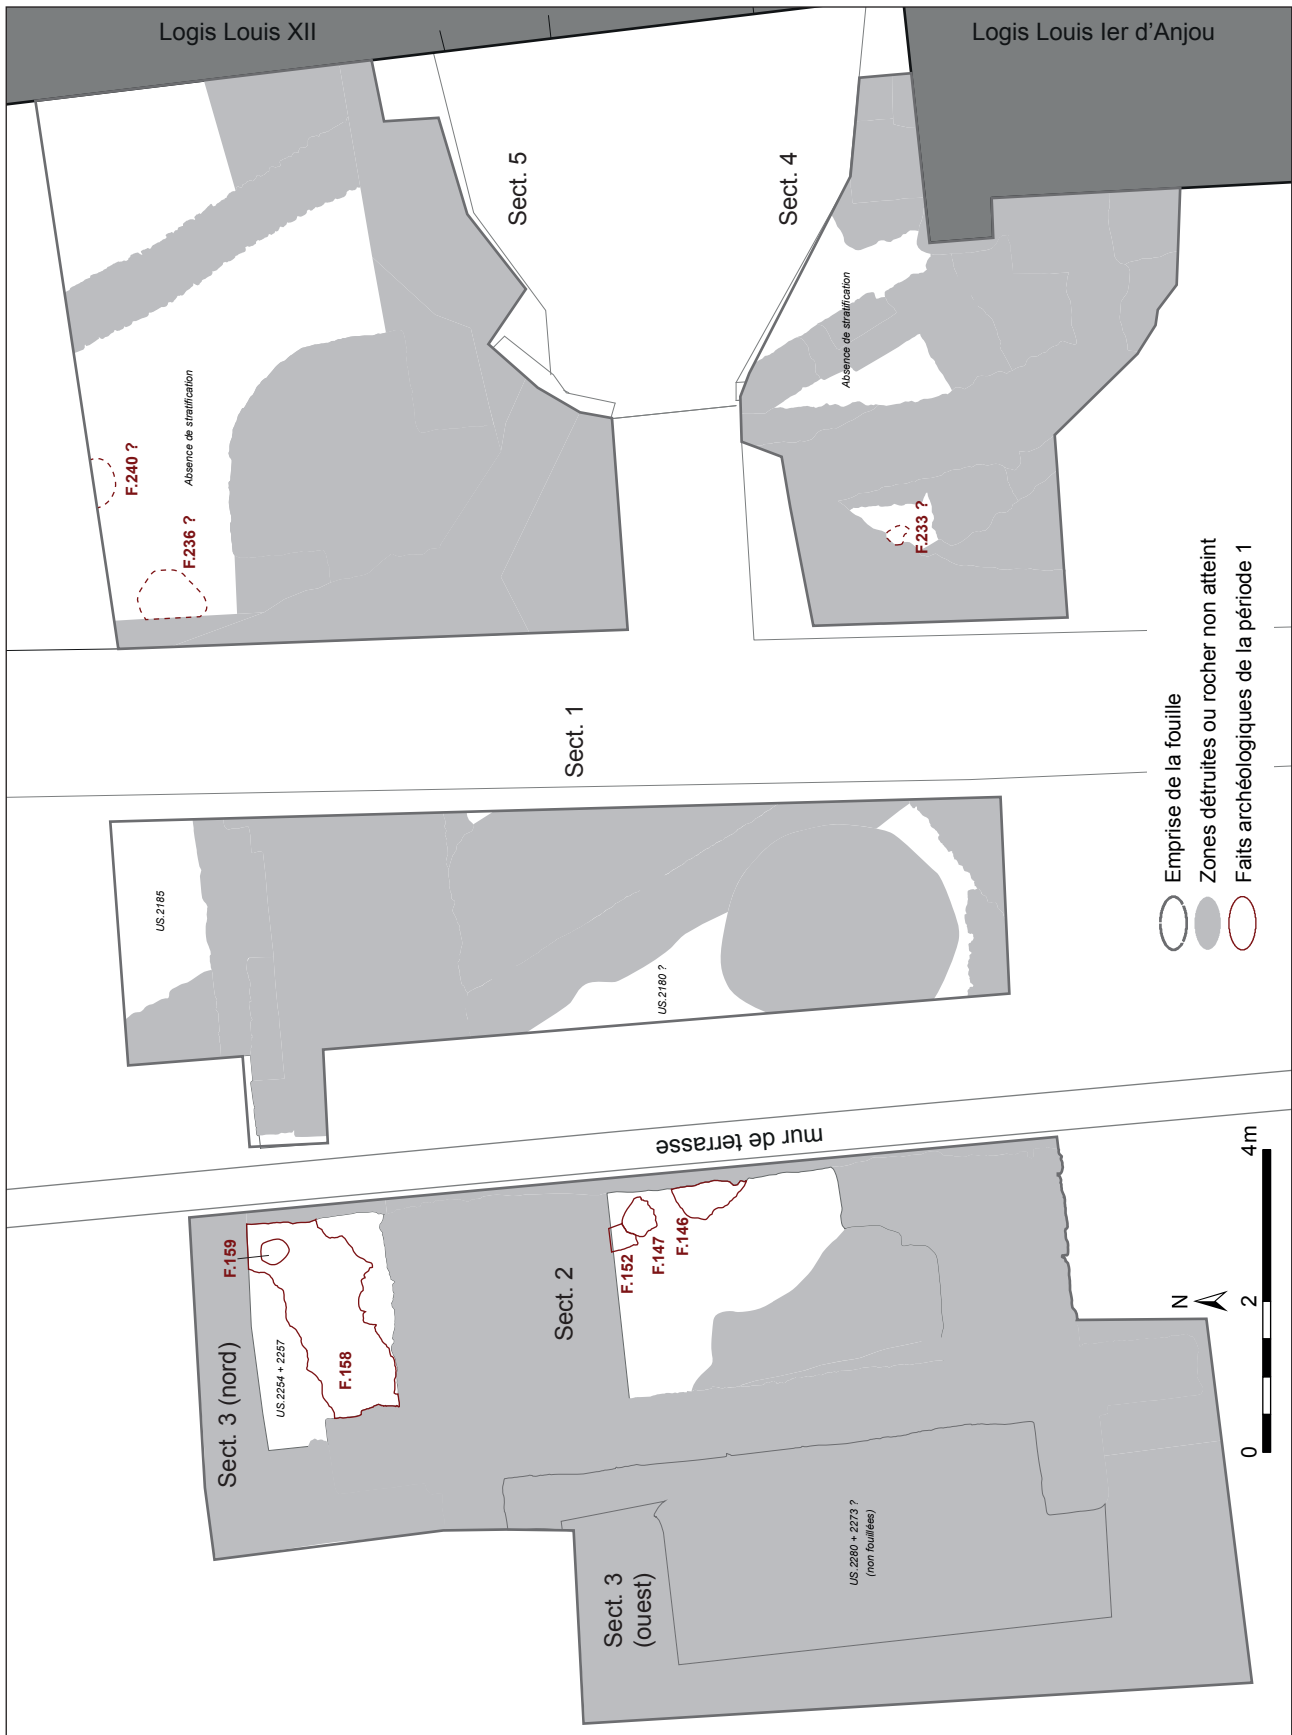 Logis Louis XII
Logis Louis Ier d'Anjou
Sect. 5
Sect. 4
Absence de stratification
Absence de stratification
F.240 ?
F.236 ?
F.233 ?
Sect. 1
US.2185
US.2180 ?
Emprise de la fouille
Zones détruites ou rocher non atteint
Faits archéologiques de la période 1
mur de terrasse
Sect. 3 (nord)
F.159
US.2254 + 2257
F.158
Sect. 2
F.152
F.147
F.146
Sect. 3
(ouest)
US.2280 + 2273 ?
(non fouillées)
N
0 2 4m